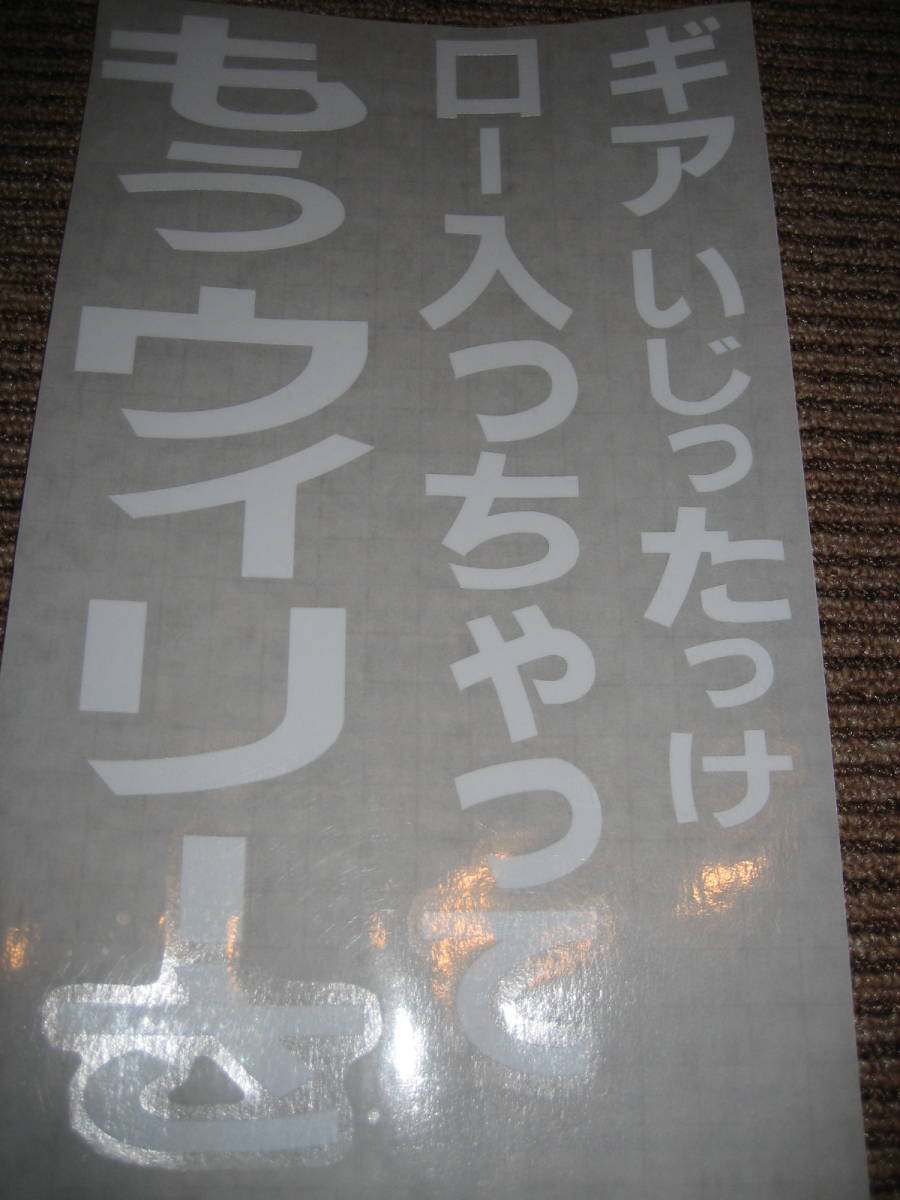 ギア いじったっけ
ロー入っちゃって
もうウイリーさ